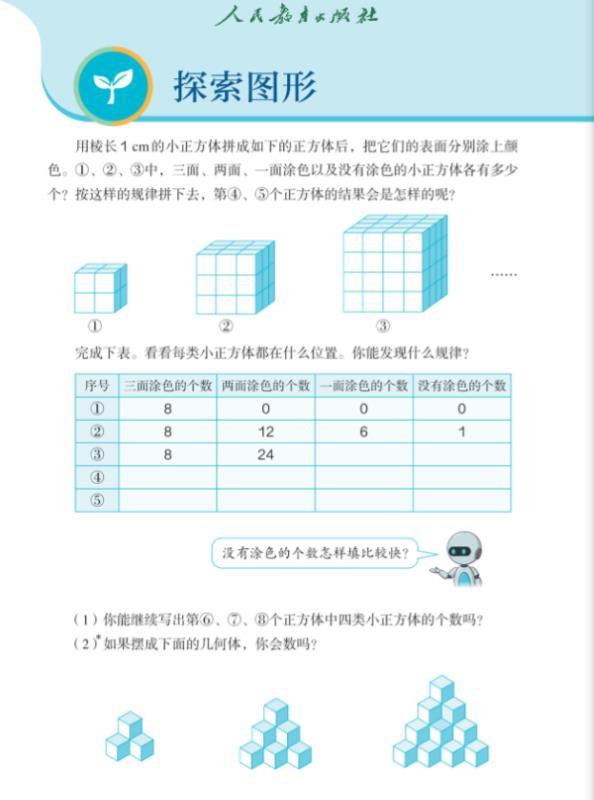 人民教育出版社
探索图形
用棱长1 cm的小正方体拼成如下的正方体后，把它们的表面分别涂上颜
色。①、②、③中，三面、两面、一面涂色以及没有涂色的小正方体各有多少
个？按这样的规律拼下去，第④、⑤个正方体的结果会是怎样的呢？
……
① ② ③
完成下表。看看每类小正方体都在什么位置。你能发现什么规律？
序号 三面涂色的个数 两面涂色的个数 一面涂色的个数 没有涂色的个数
① 8 0 0 0
② 8 12 6 1
③ 8 24
④
⑤
没有涂色的个数怎样填比较快？
（1）你能继续写出第⑥、⑦、⑧个正方体中四类小正方体的个数吗？
（2）*如果摆成下面的几何体，你会数吗？